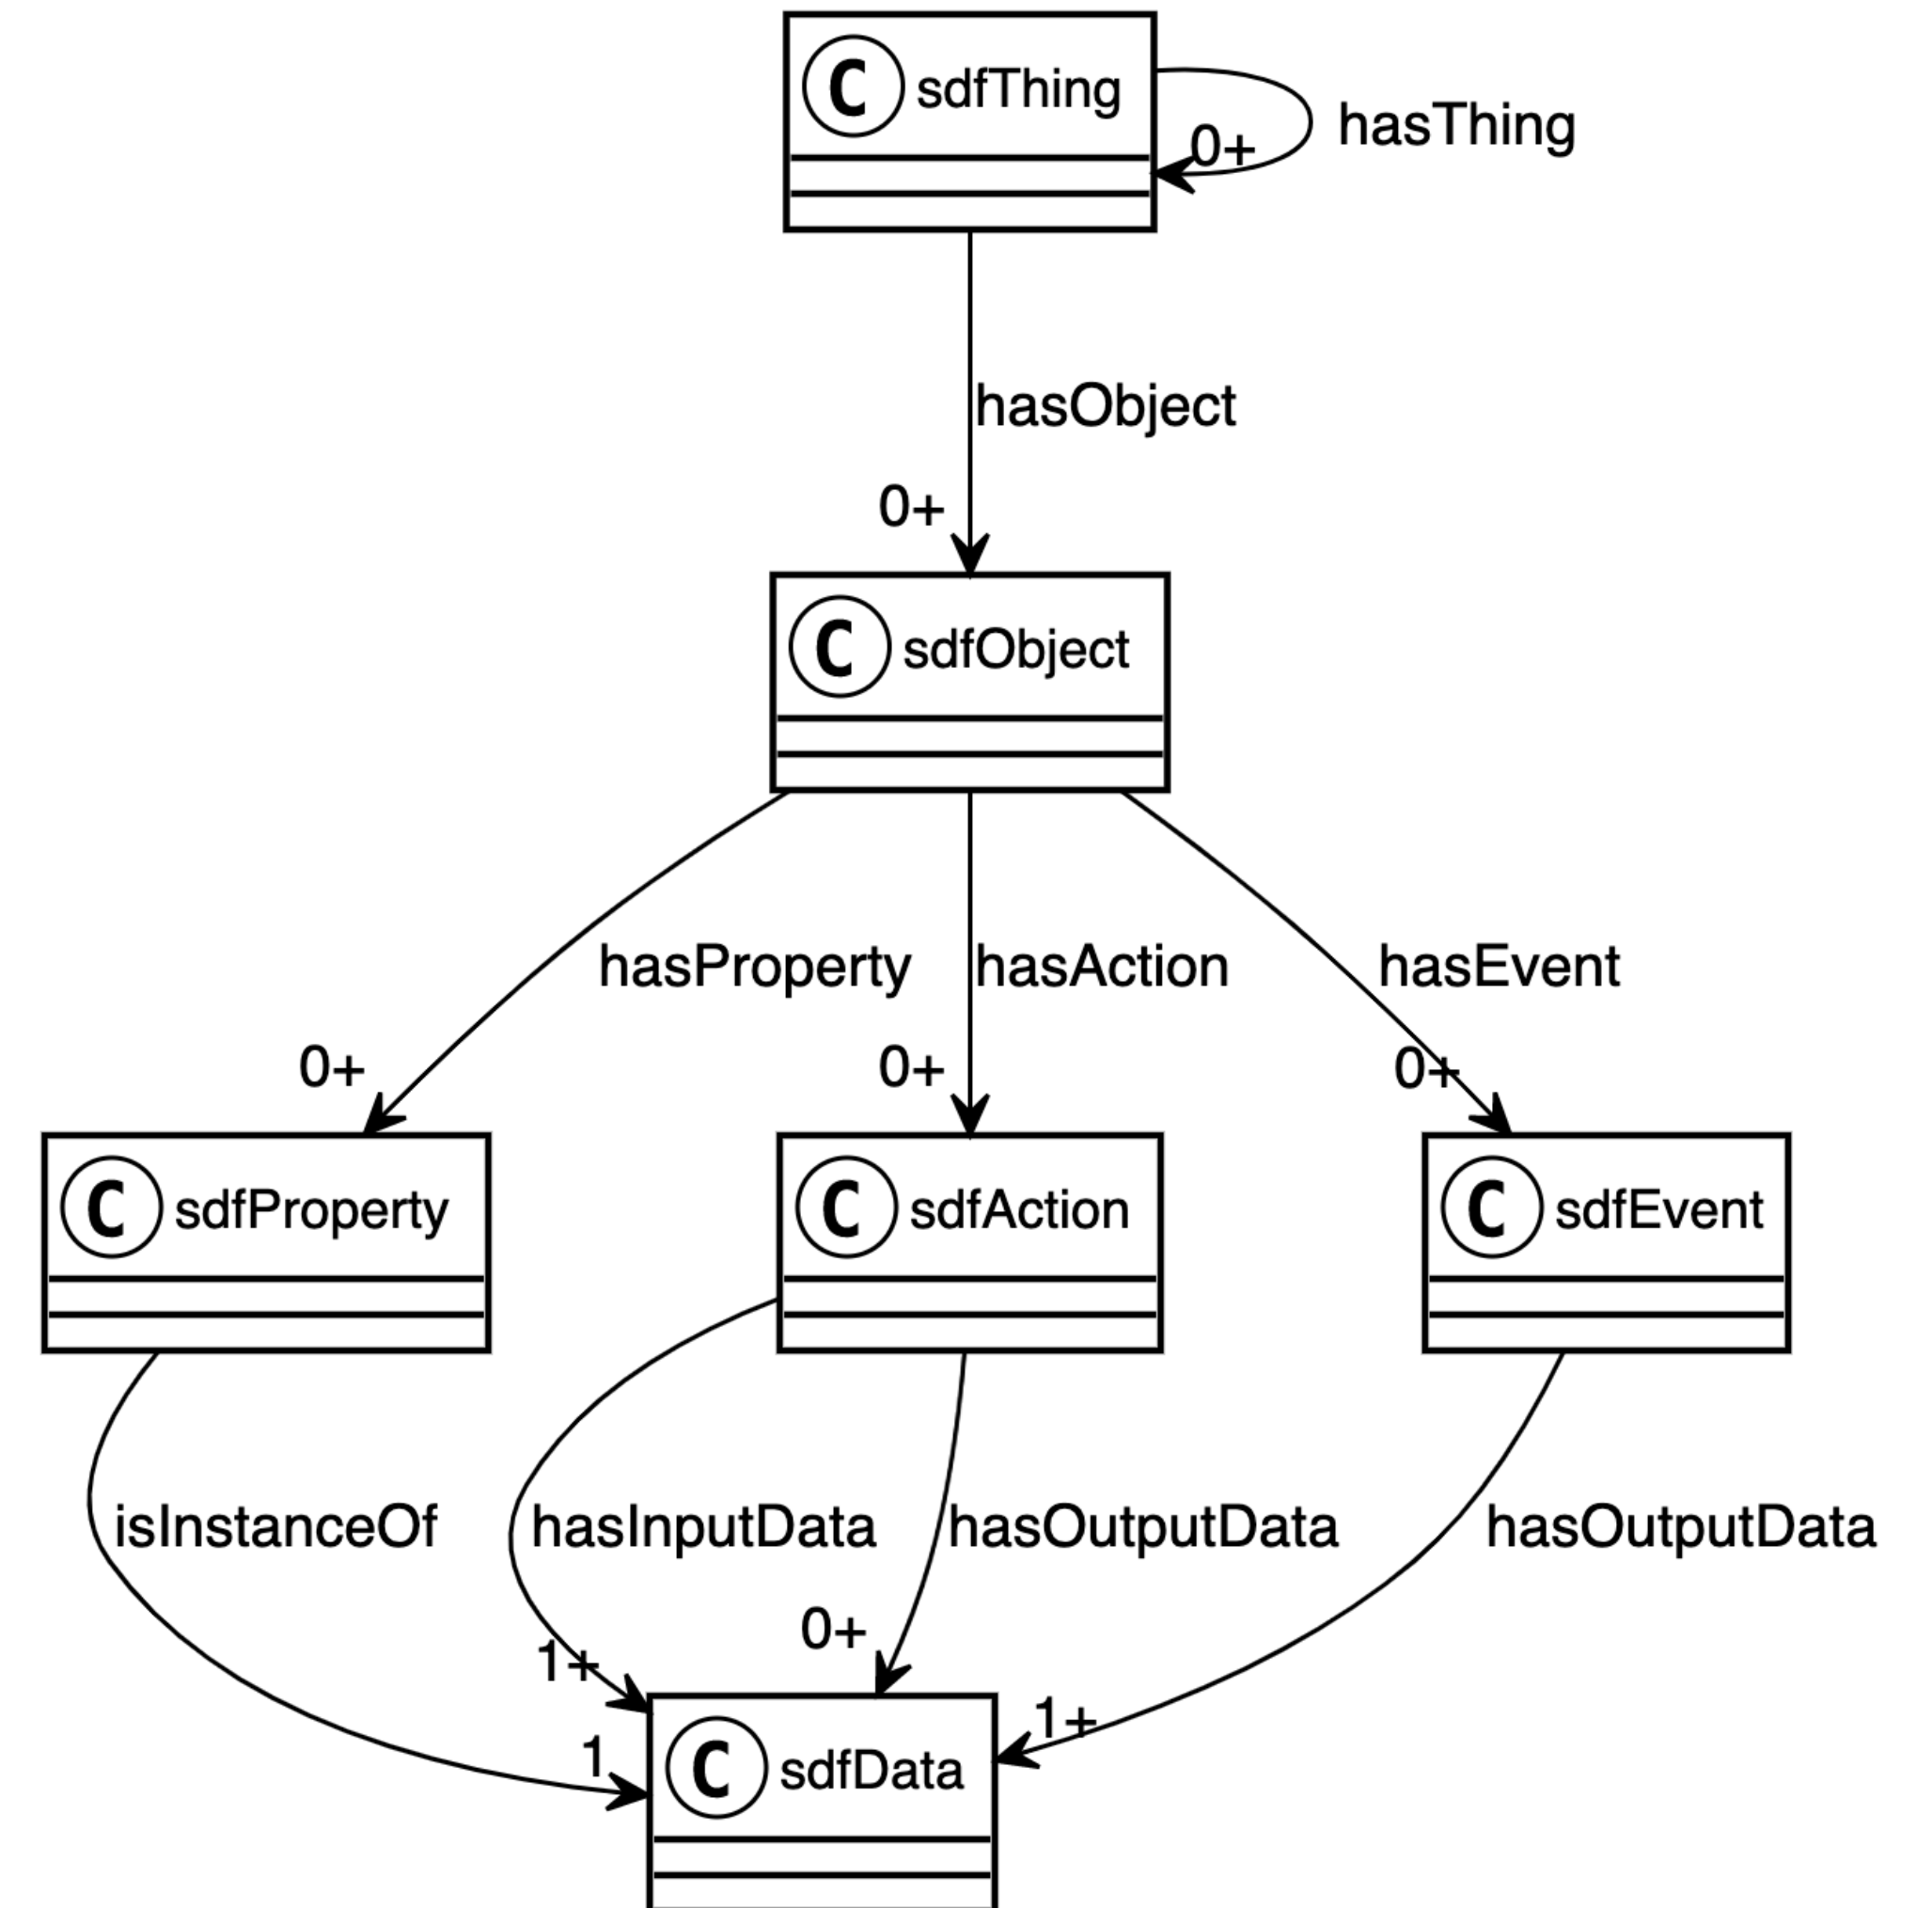 C sdfThing
hasThing
0+
hasObject
0+
C sdfObject
hasProperty
hasAction
hasEvent
0+
0+
0+
C sdfProperty
C sdfAction
C sdfEvent
isInstanceOf
hasInputData
hasOutputData
hasOutputData
0+
1+
1+
1
C sdfData